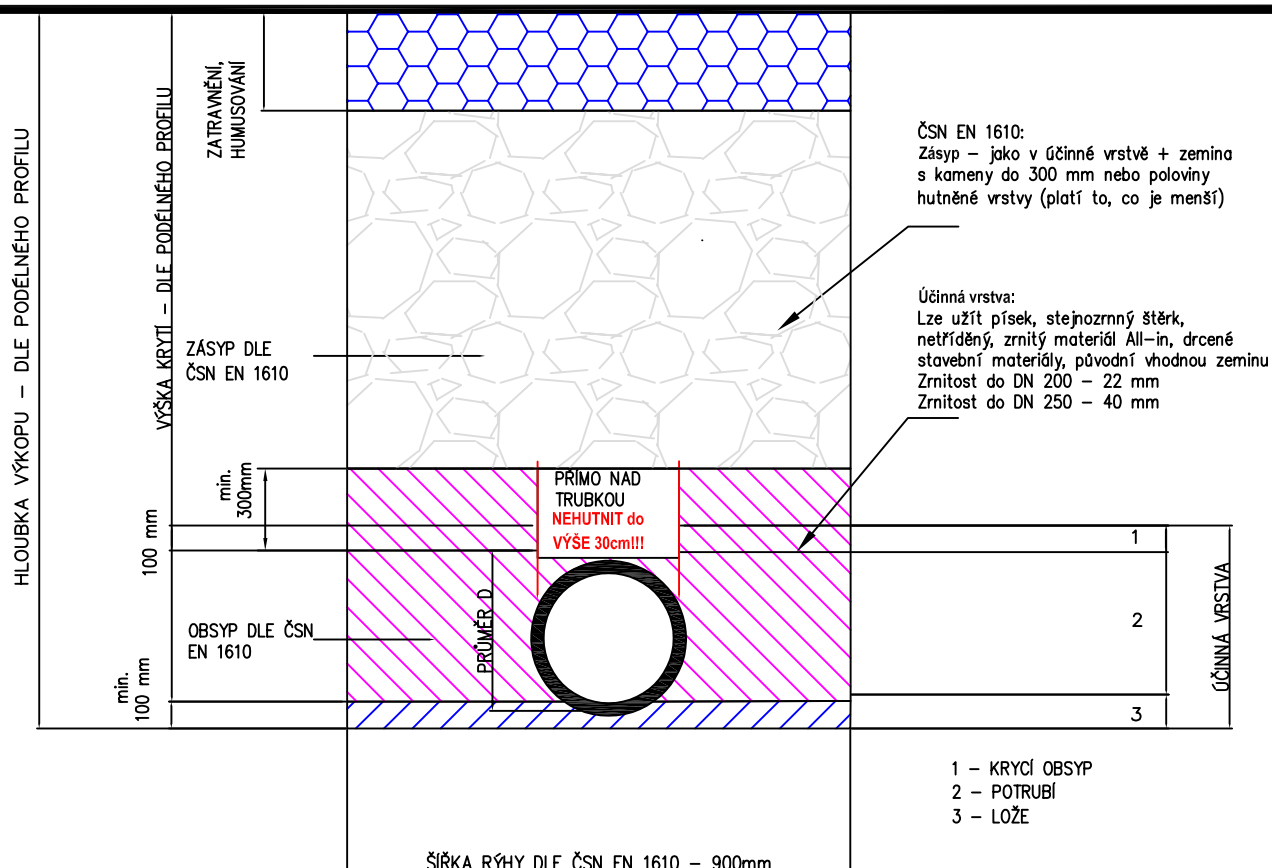 HLOUBKA VÝKOPU – DLE PODÉLNÉHO PROFILU
VÝŠKA KRYTÍ – DLE PODÉLNÉHO PROFILU
ZATRAVNĚNÍ,
HUMUSOVÁNÍ
ČSN EN 1610:
Zásyp – jako v účinné vrstvě + zemina
s kameny do 300 mm nebo poloviny
hutněné vrstvy (platí to, co je menší)
Účinná vrstva:
Lze užít písek, stejnozrnný štěrk,
netříděný, zrnitý materiál All–in, drcené
stavební materiály, původní vhodnou zeminu
Zrnitost do DN 200 – 22 mm
Zrnitost do DN 250 – 40 mm
ZÁSYP DLE
ČSN EN 1610
min.
300mm
100 mm
PŘÍMO NAD
TRUBKOU
NEHUTNIT do
VÝŠE 30cm!!!
PRŮMĚR D
OBSYP DLE ČSN
EN 1610
min.
100 mm
1
2
3
ÚČINNÁ VRSTVA
1 – KRYCÍ OBSYP
2 – POTRUBÍ
3 – LOŽE
ŠÍŘKA RÝHY DLE ČSN EN 1610 – 900mm